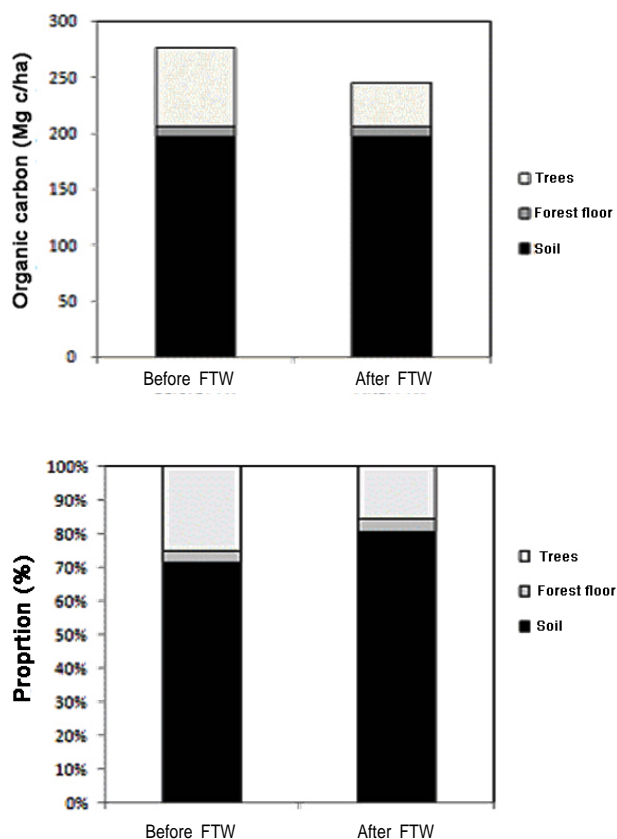 Organic carbon (Mg c/ha)
300
250
200
150
100
50
0
Before FTW
After FTW
Trees
Forest floor
Soil
Proprtion (%)
100%
90%
80%
70%
60%
50%
40%
30%
20%
10%
0%
Before FTW
After FTW
Trees
Forest floor
Soil